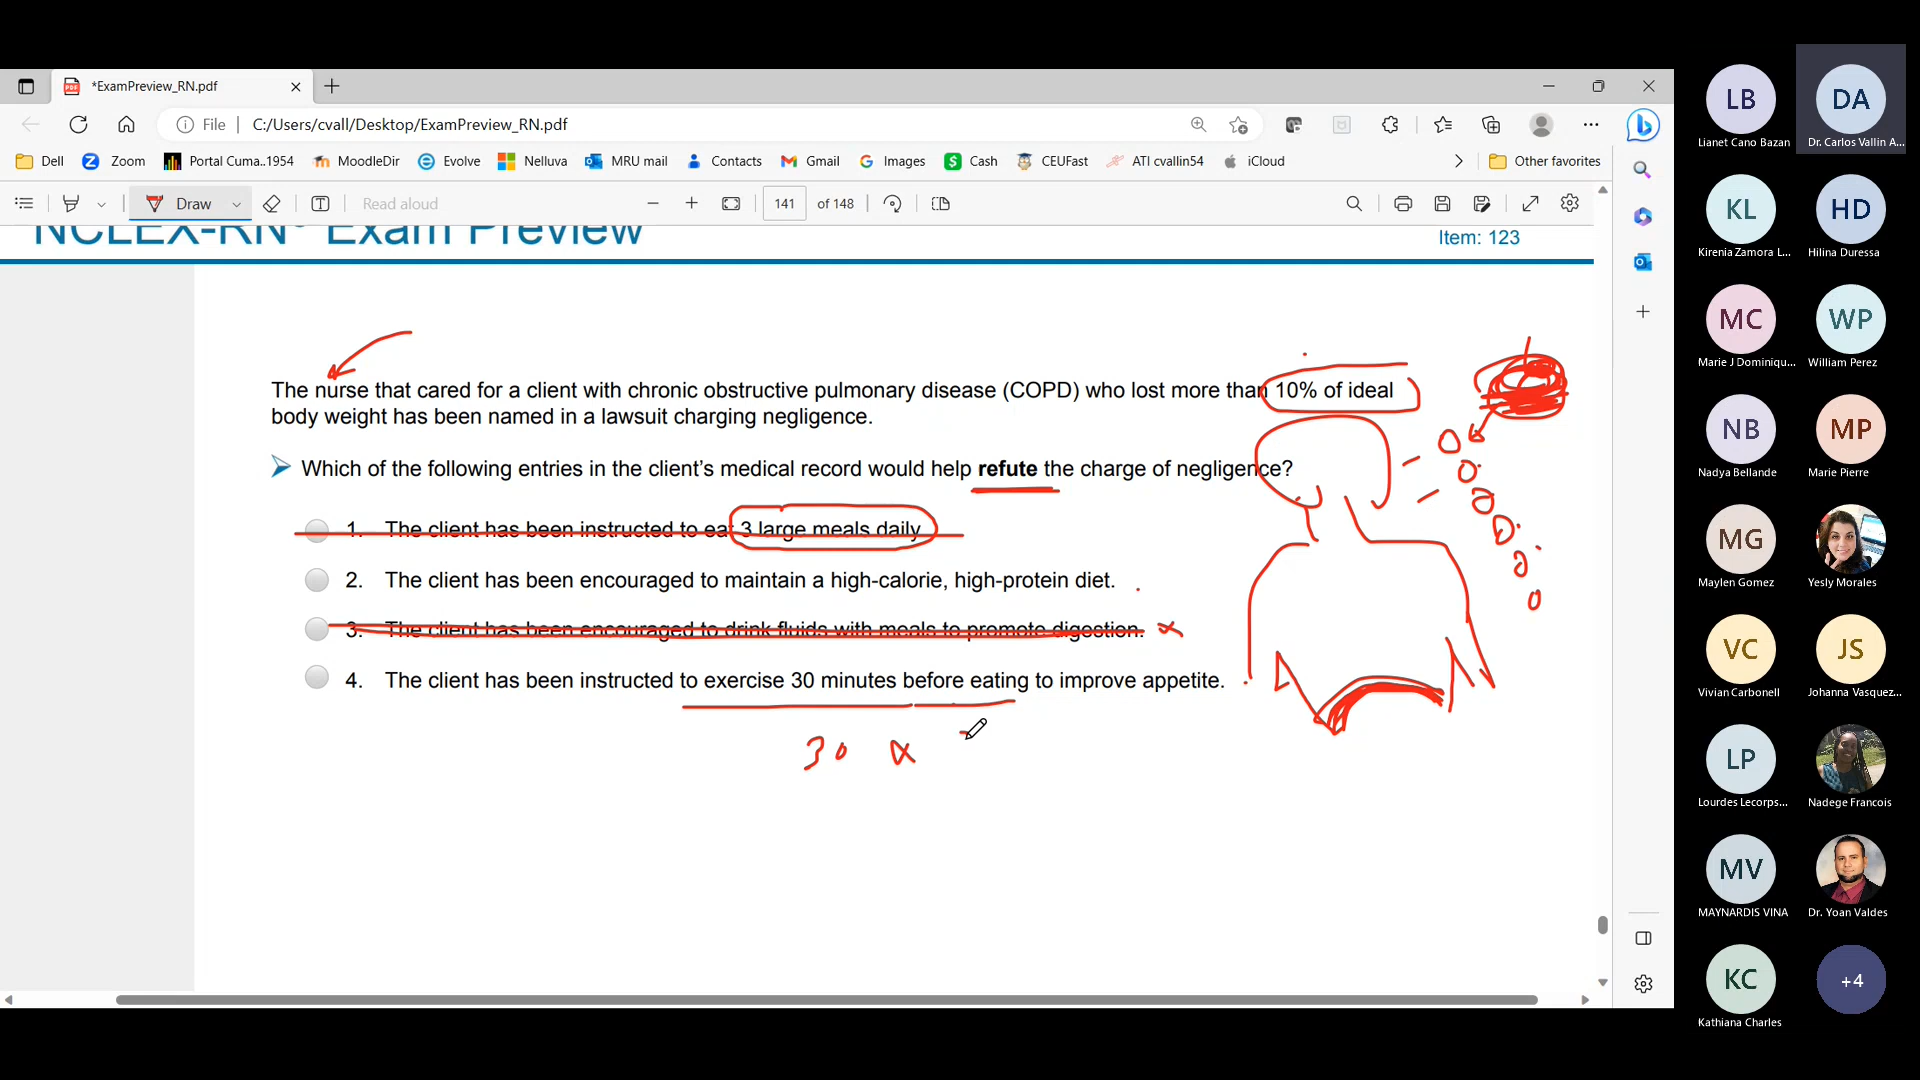 *ExamPreview_RN.pdf
File
C:/Users/cvall/Desktop/ExamPreview_RN.pdf
Dell
Zoom
Portal Cuma..1954
MoodleDir
Evolve
Nelluva
MRU mail
Contacts
Gmail
Images
Cash
CEUFast
ATI cvallin54
iCloud
Other favorites
Draw
Read aloud
141 of 148
NCLEX-RN® Exam Preview
Item: 123
The nurse that cared for a client with chronic obstructive pulmonary disease (COPD) who lost more than 10% of ideal
body weight has been named in a lawsuit charging negligence.
Which of the following entries in the client's medical record would help refute the charge of negligence?
1. The client has been instructed to eat 3 large meals daily.
2. The client has been encouraged to maintain a high-calorie, high-protein diet.
3. The client has been encouraged to drink fluids with meals to promote digestion.
4. The client has been instructed to exercise 30 minutes before eating to improve appetite.
30
LB
Lianet Cano Bazan
DA
Dr. Carlos Vallin A...
KL
Kirenia Zamora L...
HD
Hilina Duressa
MC
Marie J Dominiqu...
WP
William Perez
NB
Nadya Bellande
MP
Marie Pierre
MG
Maylen Gomez
Yesly Morales
VC
Vivian Carbonell
JS
Johanna Vasquez...
LP
Lourdes Lecorps...
Nadege Francois
MV
MAYNARDIS VINA
Dr. Yoan Valdes
KC
Kathiana Charles
+4